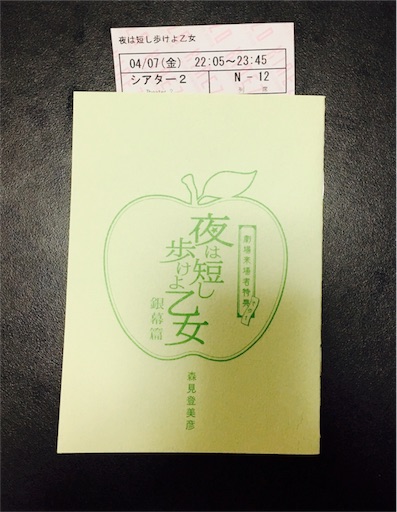 夜は短し歩けよ乙女
04/07(金) 22:05～23:45
シアター2 N-12
劇場来場者特典
夜は短し
歩けよ
乙女
銀幕篇
森見登美彦